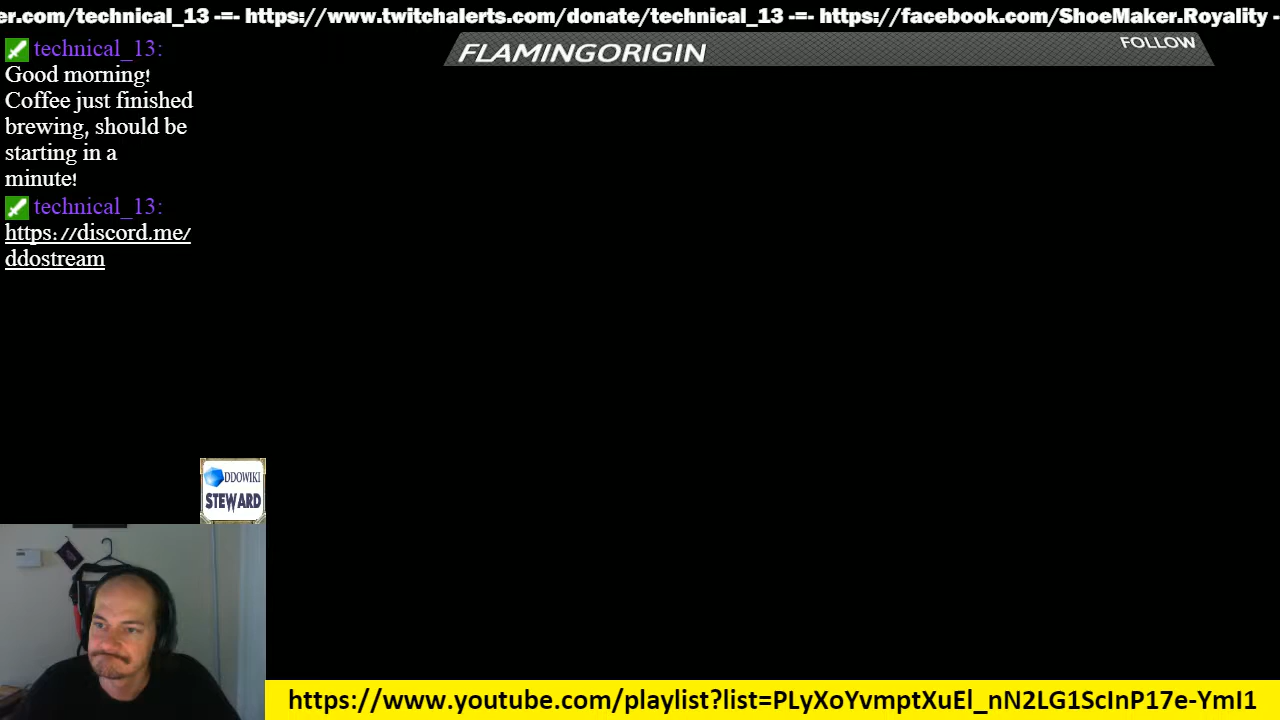 er.com/technical_13 -=- https://www.twitchalerts.com/donate/technical_13 -=- https://facebook.com/ShoeMaker.Royality -
technical_13:
Good morning!
Coffee just finished
brewing, should be
starting in a
minute!
technical_13:
https://discord.me/
ddostream
FLAMINGORIGIN
FOLLOW
DDOWIKI
STEWARD
https://www.youtube.com/playlist?list=PLyXoYvmptXuEl_nN2LG1ScInP17e-YmI1